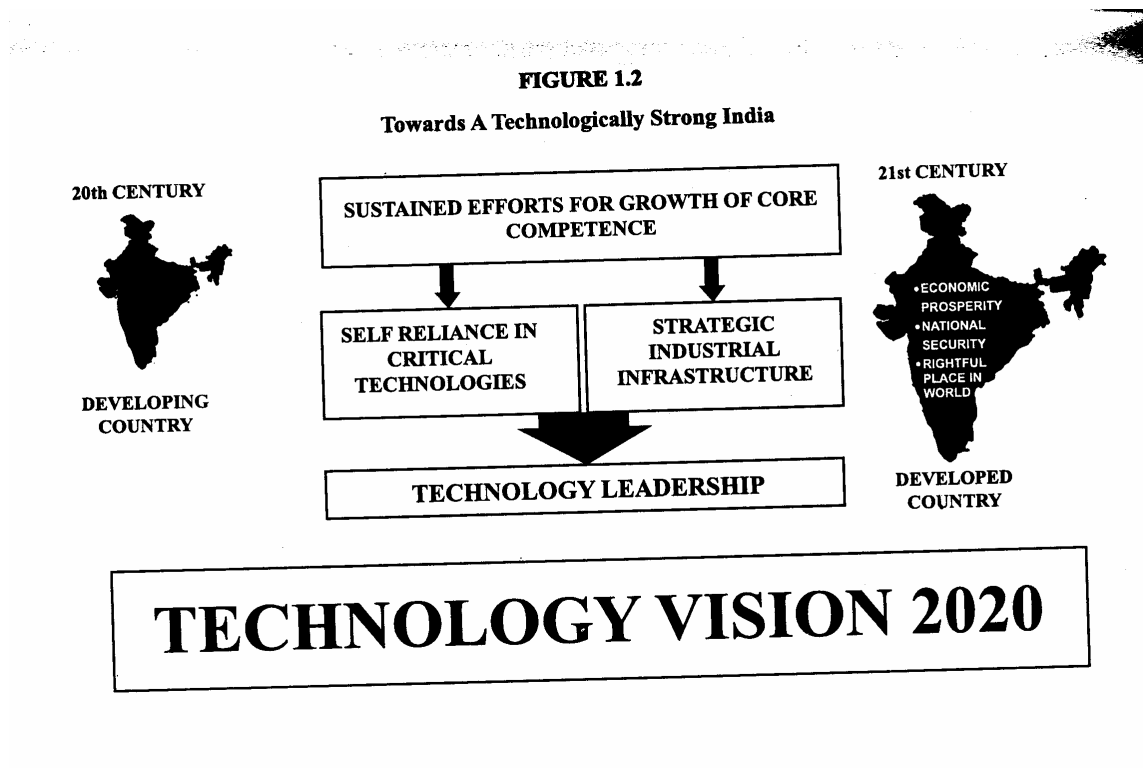 FIGURE 1.2
Towards A Technologically Strong India
20th CENTURY
DEVELOPING
COUNTRY
SUSTAINED EFFORTS FOR GROWTH OF CORE
COMPETENCE
SELF RELIANCE IN
CRITICAL
TECHNOLOGIES
STRATEGIC
INDUSTRIAL
INFRASTRUCTURE
TECHNOLOGY LEADERSHIP
21st CENTURY
• ECONOMIC
PROSPERITY
• NATIONAL
SECURITY
• RIGHTFUL
PLACE IN
WORLD
DEVELOPED
COUNTRY
TECHNOLOGY VISION 2020